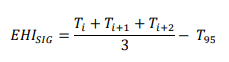 EHI_SIG = (T_i + T_{i+1} + T_{i+2}) / 3 − T_95